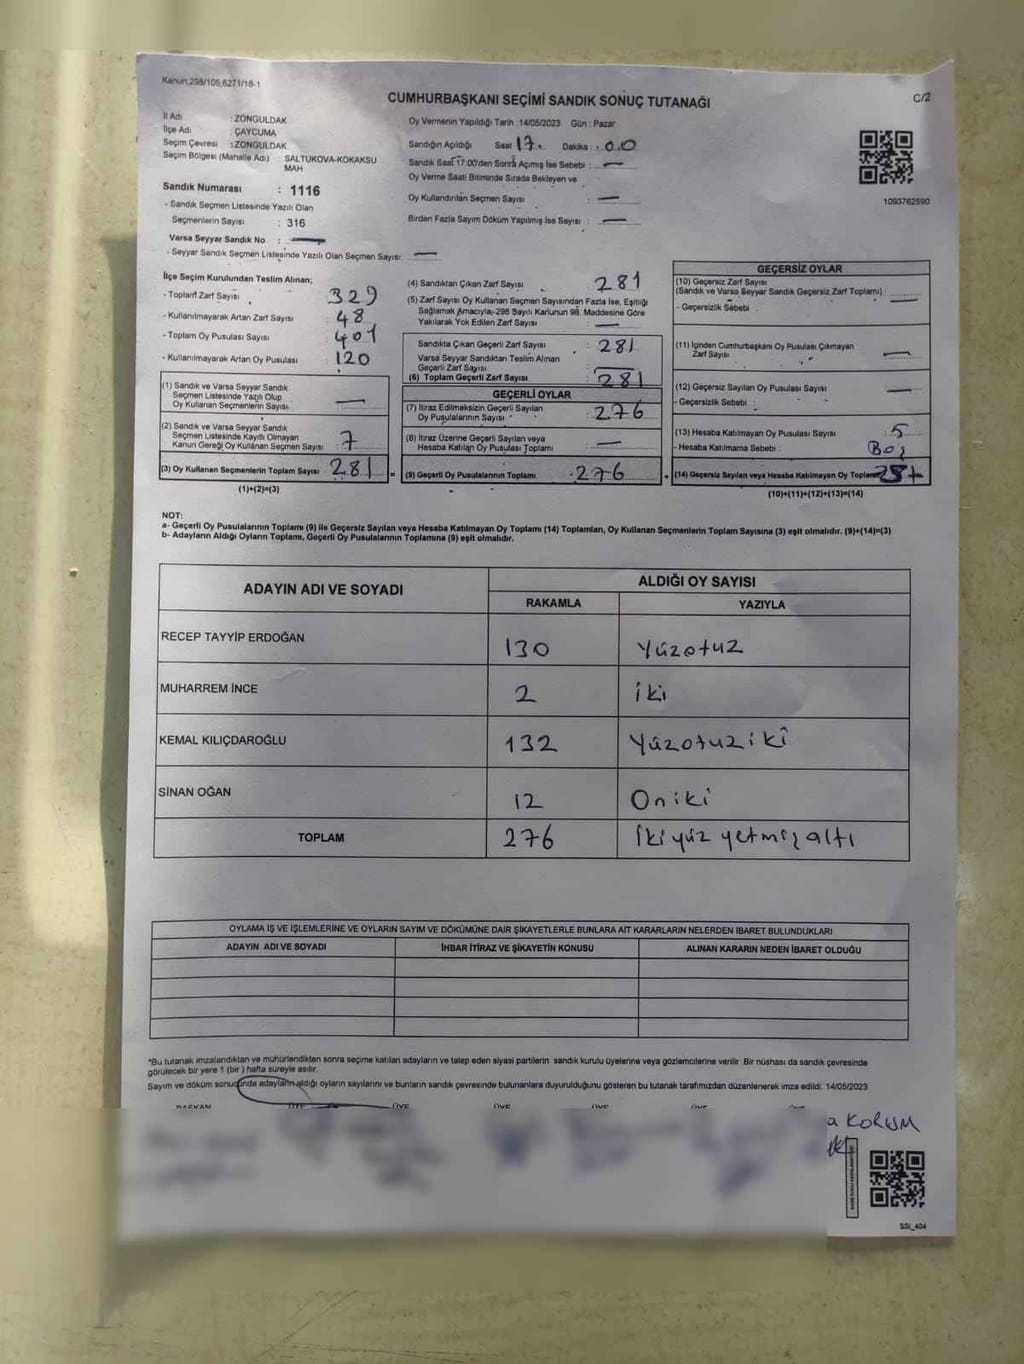 Kanun 298/105,6271/18-1
CUMHURBAŞKANI SEÇİMİ SANDIK SONUÇ TUTANAĞI
C/2
İl Adı : ZONGULDAK
İlçe Adı : ÇAYCUMA
Seçim Çevresi : ZONGULDAK
Seçim Bölgesi (Mahalle Adı) SALTUKOVA-KOKAKSU
MAH
Sandık Numarası : 1116
- Sandık Seçmen Listesinde Yazılı Olan
Seçmenlerin Sayısı : 316
Varsa Seyyar Sandık No : —
- Seyyar Sandık Seçmen Listesinde Yazılı Olan Seçmen Sayısı: —
Oy Vermenin Yapıldığı Tarih :14/05/2023 Gün : Pazar
Sandığın Açıldığı Saat 17. Dakika : 00
Sandık Saat 17:00'den Sonra Açılmış İse Sebebi : —
Oy Verme Saati Bitiminde Sırada Bekleyen ve
Oy Kullandırılan Seçmen Sayısı : —
Birden Fazla Sayım Döküm Yapılmış İse Sayısı : —
1093762590
İlçe Seçim Kurulundan Teslim Alınan;
- Toplam Zarf Sayısı : 329
- Kullanılmayarak Artan Zarf Sayısı : 48
- Toplam Oy Pusulası Sayısı : 401
- Kullanılmayarak Artan Oy Pusulası : 120
(1) Sandık ve Varsa Seyyar Sandık
Seçmen Listesinde Yazılı Olup
Oy Kullanan Seçmenlerin Sayısı —
(2) Sandık ve Varsa Seyyar Sandık
Seçmen Listesinde Kayıtlı Olmayan
Kanun Gereği Oy Kullanan Seçmen Sayısı : 7
(3) Oy Kullanan Seçmenlerin Toplam Sayısı 281 =
(1)+(2)=(3)
(4) Sandıktan Çıkan Zarf Sayısı : 281
(5) Zarf Sayısı Oy Kullanan Seçmen Sayısından Fazla İse, Eşitliği
Sağlamak Amacıyla, 298 Sayılı Kanunun 98. Maddesine Göre
Yakılarak Yok Edilen Zarf Sayısı : —
Sandıkta Çıkan Geçerli Zarf Sayısı : 281
Varsa Seyyar Sandıktan Teslim Alınan
Geçerli Zarf Sayısı
(6) Toplam Geçerli Zarf Sayısı : 281
GEÇERLİ OYLAR
(7) İtiraz Edilmeksizin Geçerli Sayılan
Oy Pusulalarının Sayısı : 276
(8) İtiraz Üzerine Geçerli Sayılan veya
Hesaba Katılan Oy Pusulası Toplamı : —
(9) Geçerli Oy Pusulalarının Toplamı : 276 +
GEÇERSİZ OYLAR
(10) Geçersiz Zarf Sayısı
(Sandık ve Varsa Seyyar Sandık Geçersiz Zarf Toplamı) —
- Geçersizlik Sebebi :
(11) İçinden Cumhurbaşkanı Oy Pusulası Çıkmayan
Zarf Sayısı —
(12) Geçersiz Sayılan Oy Pusulası Sayısı —
- Geçersizlik Sebebi :
(13) Hesaba Katılmayan Oy Pusulası Sayısı 5
- Hesaba Katılmama Sebebi : Boş
(14) Geçersiz Sayılan veya Hesaba Katılmayan Oy Toplamı
(10)+(11)+(12)+(13)=(14)
NOT:
a- Geçerli Oy Pusulalarının Toplamı (9) ile Geçersiz Sayılan veya Hesaba Katılmayan Oy Toplamı (14) Toplamları, Oy Kullanan Seçmenlerin Toplam Sayısına (3) eşit olmalıdır. (9)+(14)=(3)
b- Adayların Aldığı Oyların Toplamı, Geçerli Oy Pusulalarının Toplamına (9) eşit olmalıdır.
ADAYIN ADI VE SOYADI
ALDIĞI OY SAYISI
RAKAMLA YAZIYLA
RECEP TAYYİP ERDOĞAN 130 Yüzotuz
MUHARREM İNCE 2 iki
KEMAL KILIÇDAROĞLU 132 Yüzotuziki
SİNAN OĞAN 12 Oniki
TOPLAM 276 İkiyüz yetmişaltı
OYLAMA İŞ VE İŞLEMLERİNE VE OYLARIN SAYIM VE DÖKÜMÜNE DAİR ŞİKAYETLERLE BUNLARA AİT KARARLARIN NELERDEN İBARET BULUNDUKLARI
ADAYIN ADI VE SOYADI İHBAR İTİRAZ VE ŞİKAYETİN KONUSU ALINAN KARARIN NEDEN İBARET OLDUĞU
*Bu tutanak imzalandıktan ve mühürlendikten sonra seçime katılan adayların ve talep eden siyasi partilerin sandık kurulu üyelerine veya gözlemcilerine verilir. Bir nüshası da sandık çevresinde
görülecek bir yere 1 (bir ) hafta süreyle asılır.
Sayım ve döküm sonucunda adayların aldığı oyların sayılarını ve bunların sandık çevresinde bulunanlara duyurulduğunu gösteren bu tutanak tarafımızdan düzenlenerek imza edildi. 14/05/2023
BAŞKAN ÜYE ÜYE ÜYE ÜYE ÜYE ÜYE
a KORUM
SSI_404